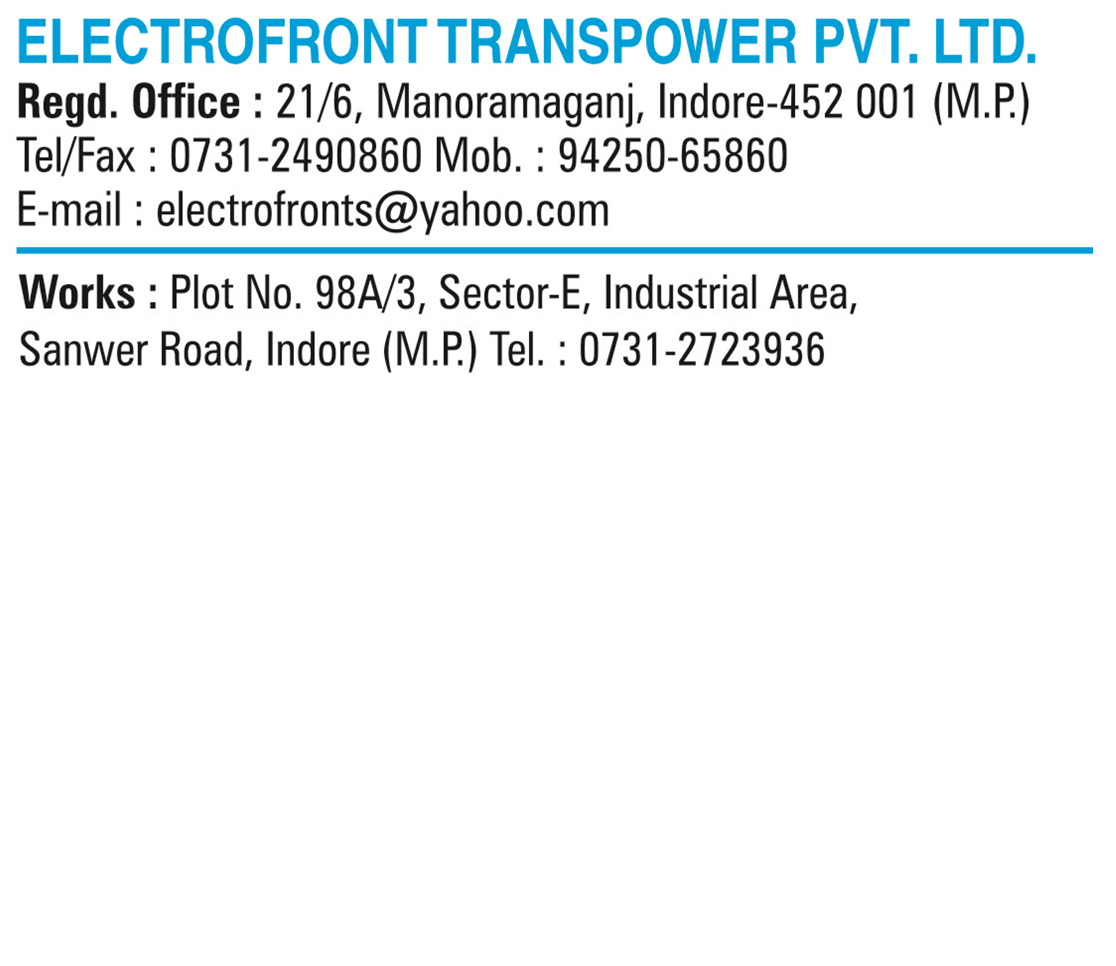 ELECTROFRONT TRANSPOWER PVT. LTD.
Regd. Office : 21/6, Manoramaganj, Indore-452 001 (M.P.)
Tel/Fax : 0731-2490860 Mob. : 94250-65860
E-mail : electrofronts@yahoo.com
Works : Plot No. 98A/3, Sector-E, Industrial Area,
Sanwer Road, Indore (M.P.) Tel. : 0731-2723936